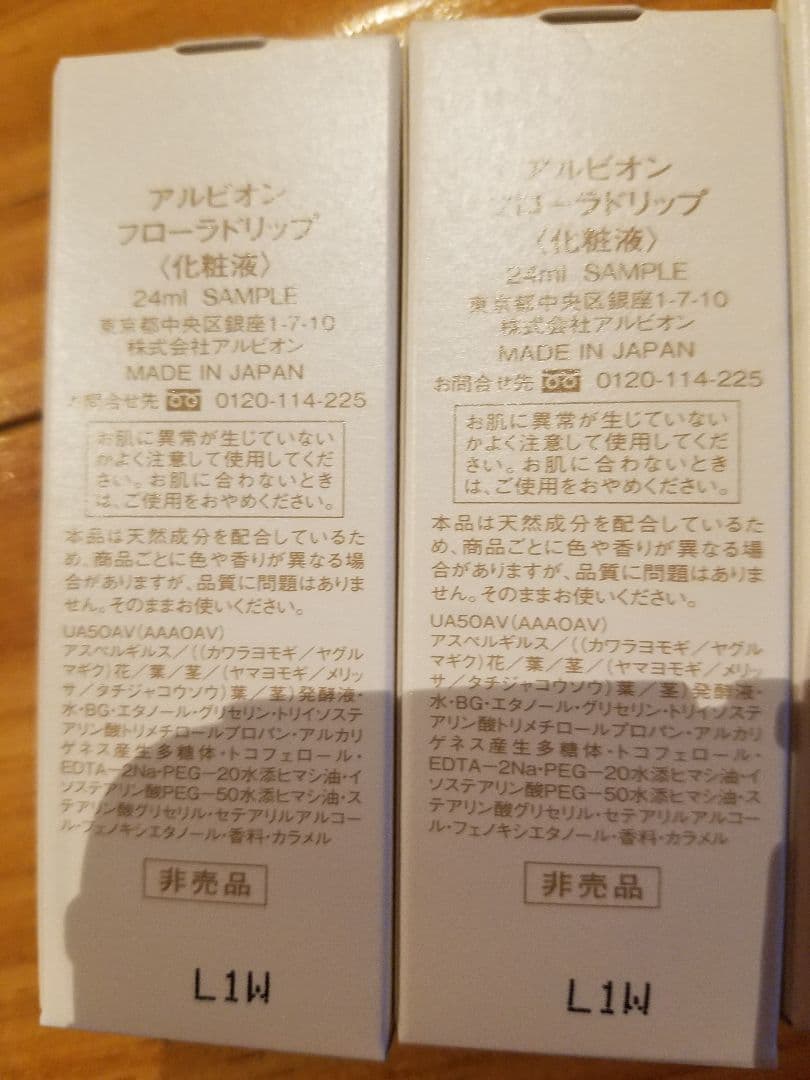 アルビオン
フローラドリップ
〈化粧液〉
24ml SAMPLE
東京都中央区銀座1-7-10
株式会社アルビオン
MADE IN JAPAN
お問合せ先 0120-114-225
お肌に異常が生じていない
かよく注意して使用してくだ
さい。お肌に合わないとき
は、ご使用をおやめください。
本品は天然成分を配合しているた
め、商品ごとに色や香りが異なる場
合がありますが、品質に問題はありま
せん。そのままお使いください。
UA50AV(AAA0AV)
アスペルギルス／((カワラヨモギ／ヤグル
マギク)花／葉／茎／(ヤマヨモギ／メリッ
サ／タチジャコウソウ)葉／茎)発酵液・
水・BG・エタノール・グリセリン・トリイソステ
アリン酸トリメチロールプロパン・アルカリ
ゲネス産生多糖体・トコフェロール・
EDTA－2Na・PEG－20水添ヒマシ油・イ
ソステアリン酸PEG－50水添ヒマシ油・ス
テアリン酸グリセリル・セテアリルアルコー
ル・フェノキシエタノール・香料・カラメル
非売品
L1W
アルビオン
フローラドリップ
〈化粧液〉
24ml SAMPLE
東京都中央区銀座1-7-10
株式会社アルビオン
MADE IN JAPAN
お問合せ先 0120-114-225
お肌に異常が生じていない
かよく注意して使用してくだ
さい。お肌に合わないとき
は、ご使用をおやめください。
本品は天然成分を配合しているた
め、商品ごとに色や香りが異なる場
合がありますが、品質に問題はありま
せん。そのままお使いください。
UA50AV(AAA0AV)
アスペルギルス／((カワラヨモギ／ヤグル
マギク)花／葉／茎／(ヤマヨモギ／メリッ
サ／タチジャコウソウ)葉／茎)発酵液・
水・BG・エタノール・グリセリン・トリイソステ
アリン酸トリメチロールプロパン・アルカリ
ゲネス産生多糖体・トコフェロール・
EDTA－2Na・PEG－20水添ヒマシ油・イ
ソステアリン酸PEG－50水添ヒマシ油・ス
テアリン酸グリセリル・セテアリルアルコー
ル・フェノキシエタノール・香料・カラメル
非売品
L1W